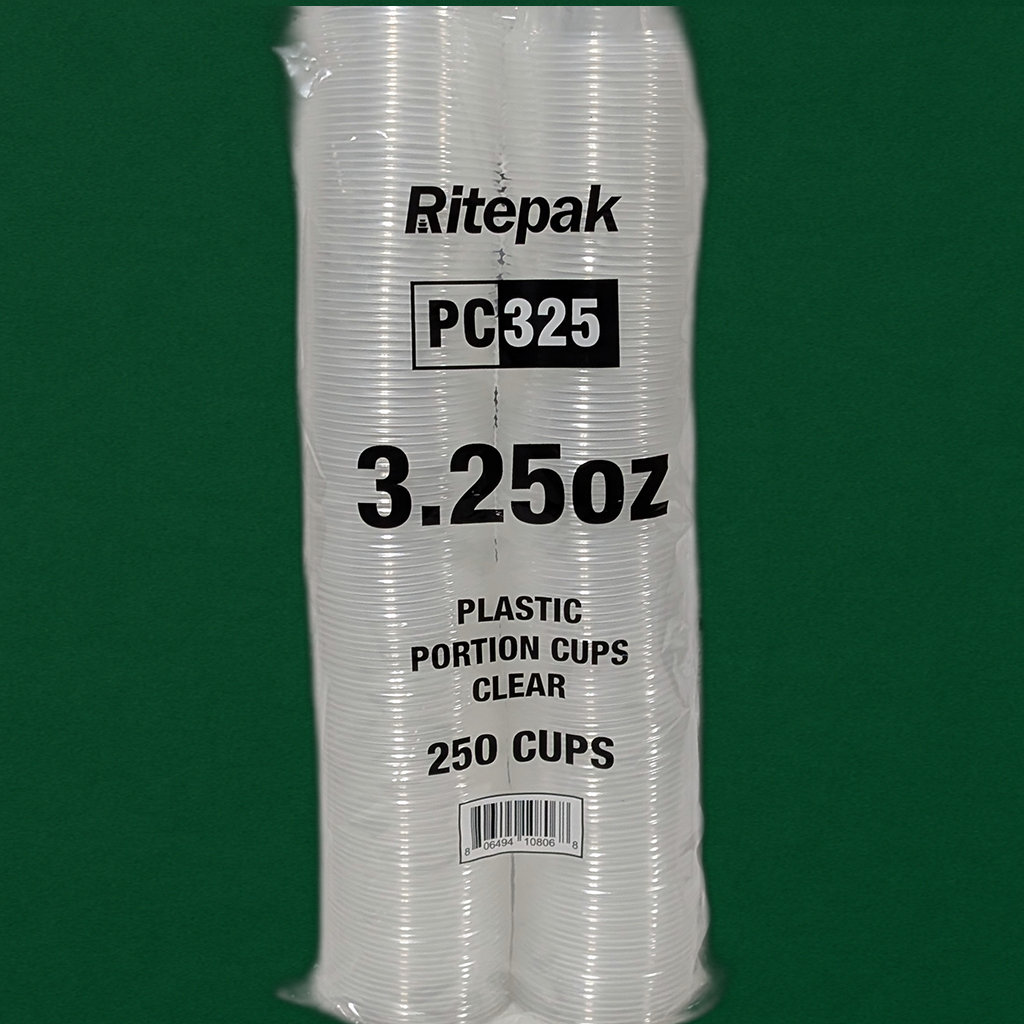 Ritepak
PC325
3.25oz
PLASTIC
PORTION CUPS
CLEAR
250 CUPS
8 06494 10806 8